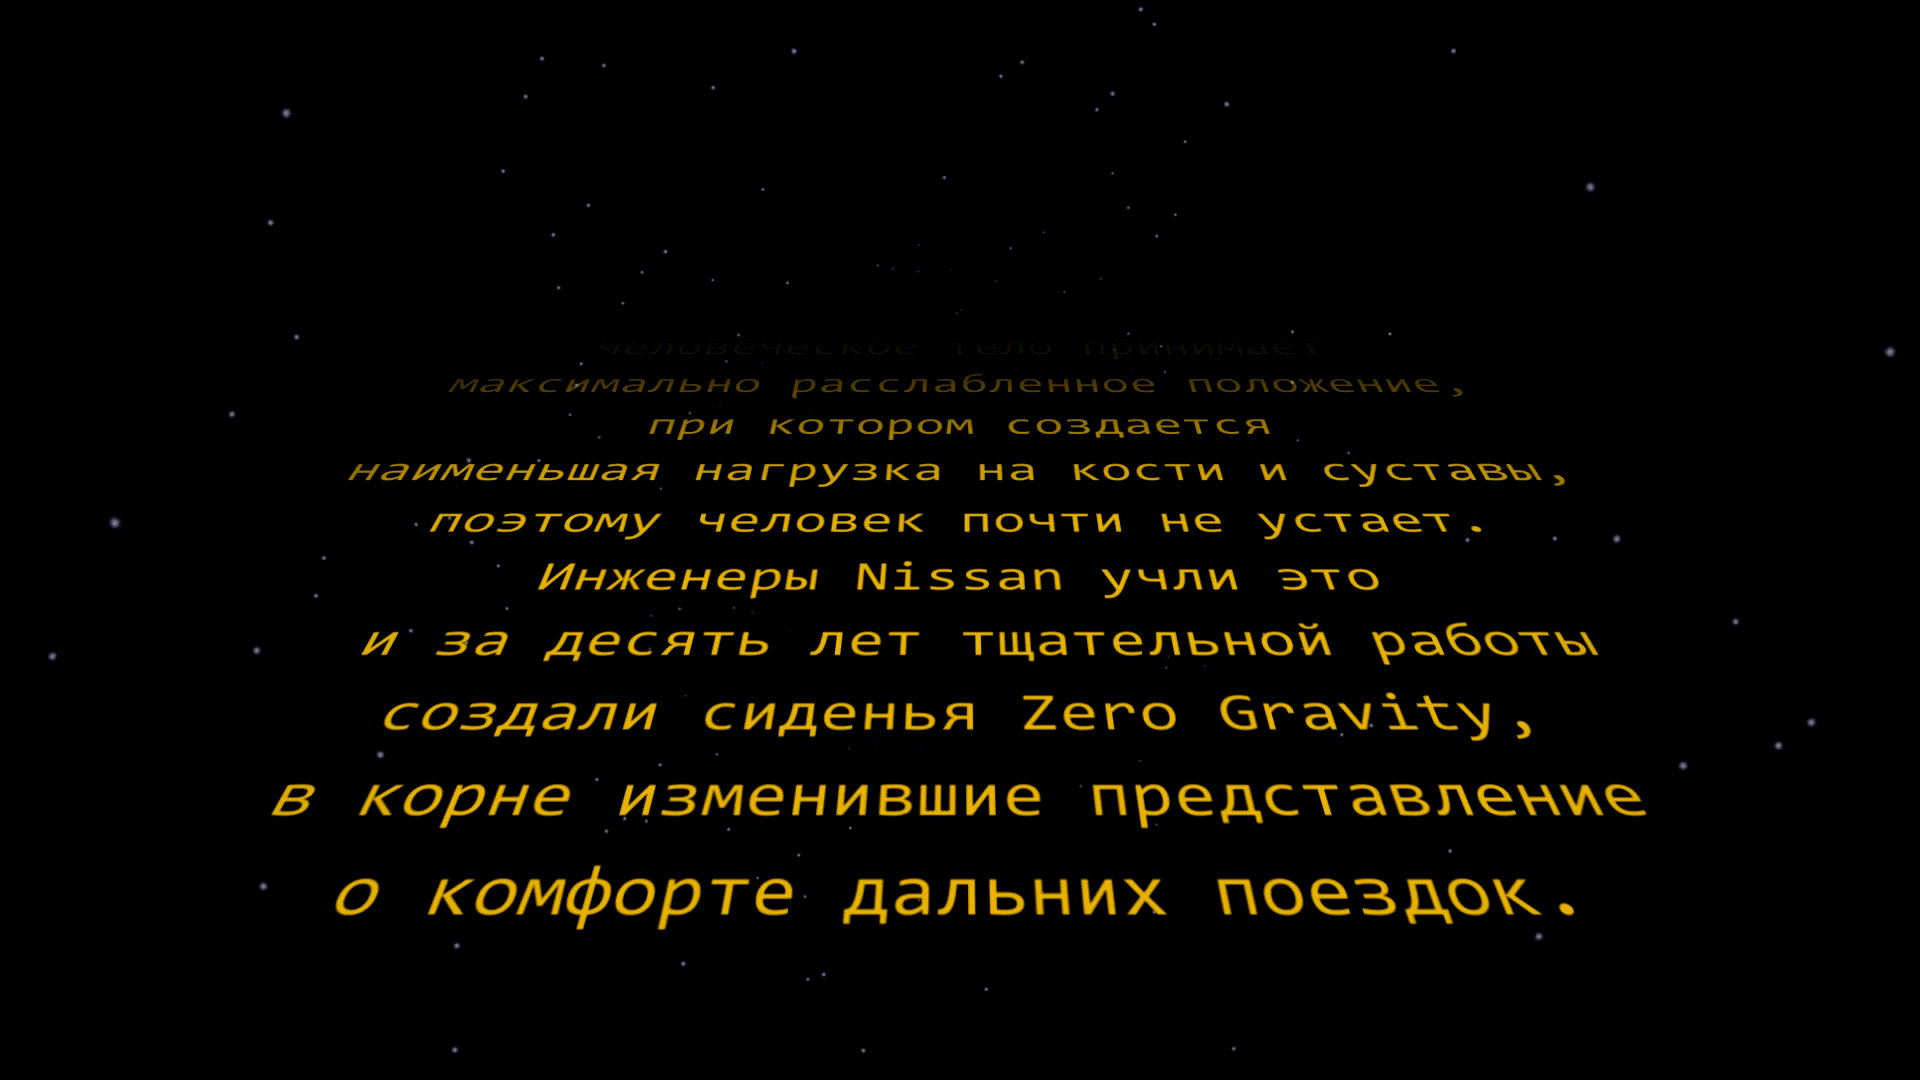 человеческое тело принимает
максимально расслабленное положение,
при котором создается
наименьшая нагрузка на кости и суставы,
поэтому человек почти не устает.
Инженеры Nissan учли это
и за десять лет тщательной работы
создали сиденья Zero Gravity,
в корне изменившие представление
о комфорте дальних поездок.